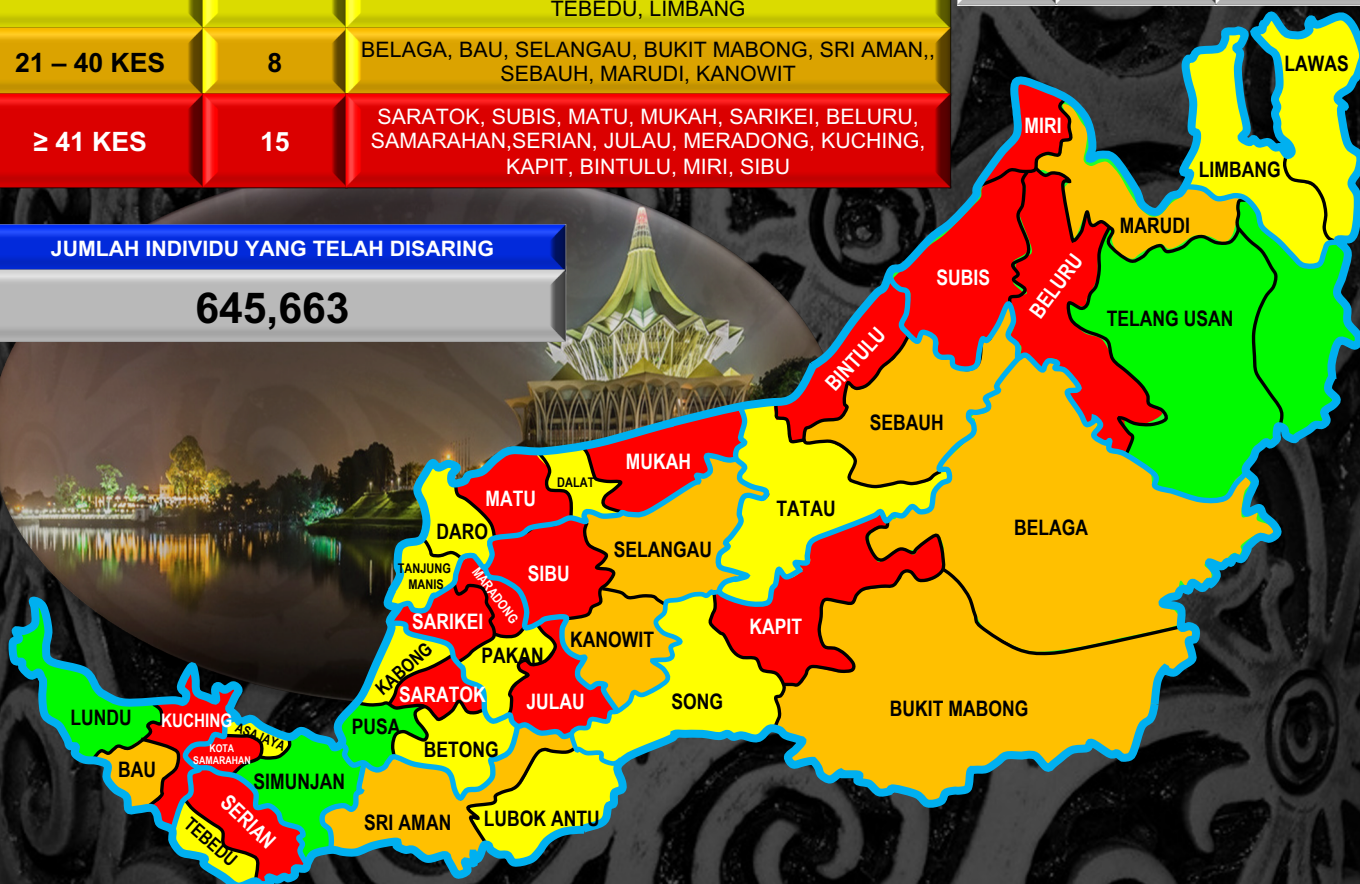 TEBEDU, LIMBANG
21 – 40 KES
8
BELAGA, BAU, SELANGAU, BUKIT MABONG, SRI AMAN,,
SEBAUH, MARUDI, KANOWIT
≥ 41 KES
15
SARATOK, SUBIS, MATU, MUKAH, SARIKEI, BELURU,
SAMARAHAN,SERIAN, JULAU, MERADONG, KUCHING,
KAPIT, BINTULU, MIRI, SIBU
JUMLAH INDIVIDU YANG TELAH DISARING
645,663
LAWAS
MIRI
LIMBANG
MARUDI
SUBIS
BELURU
TELANG USAN
BINTULU
SEBAUH
MUKAH
DALAT
MATU
TATAU
DARO
BELAGA
SELANGAU
TANJUNG
MANIS
SIBU
MARADONG
SARIKEI
KAPIT
KANOWIT
PAKAN
KABONG
SARATOK
JULAU
SONG
BUKIT MABONG
LUNDU
KUCHING
ASAJAYA
PUSA
BETONG
KOTA
SAMARAHAN
BAU
SIMUNJAN
SERIAN
SRI AMAN
LUBOK ANTU
TEBEDU